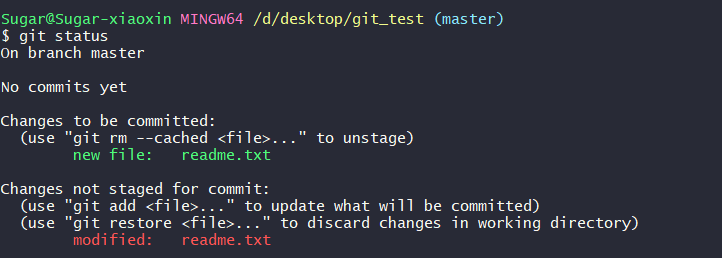 Sugar@Sugar-xiaoxin MINGW64 /d/desktop/git_test (master)
$ git status
On branch master
No commits yet
Changes to be committed:
(use "git rm --cached <file>..." to unstage)
new file: readme.txt
Changes not staged for commit:
(use "git add <file>..." to update what will be committed)
(use "git restore <file>..." to discard changes in working directory)
modified: readme.txt